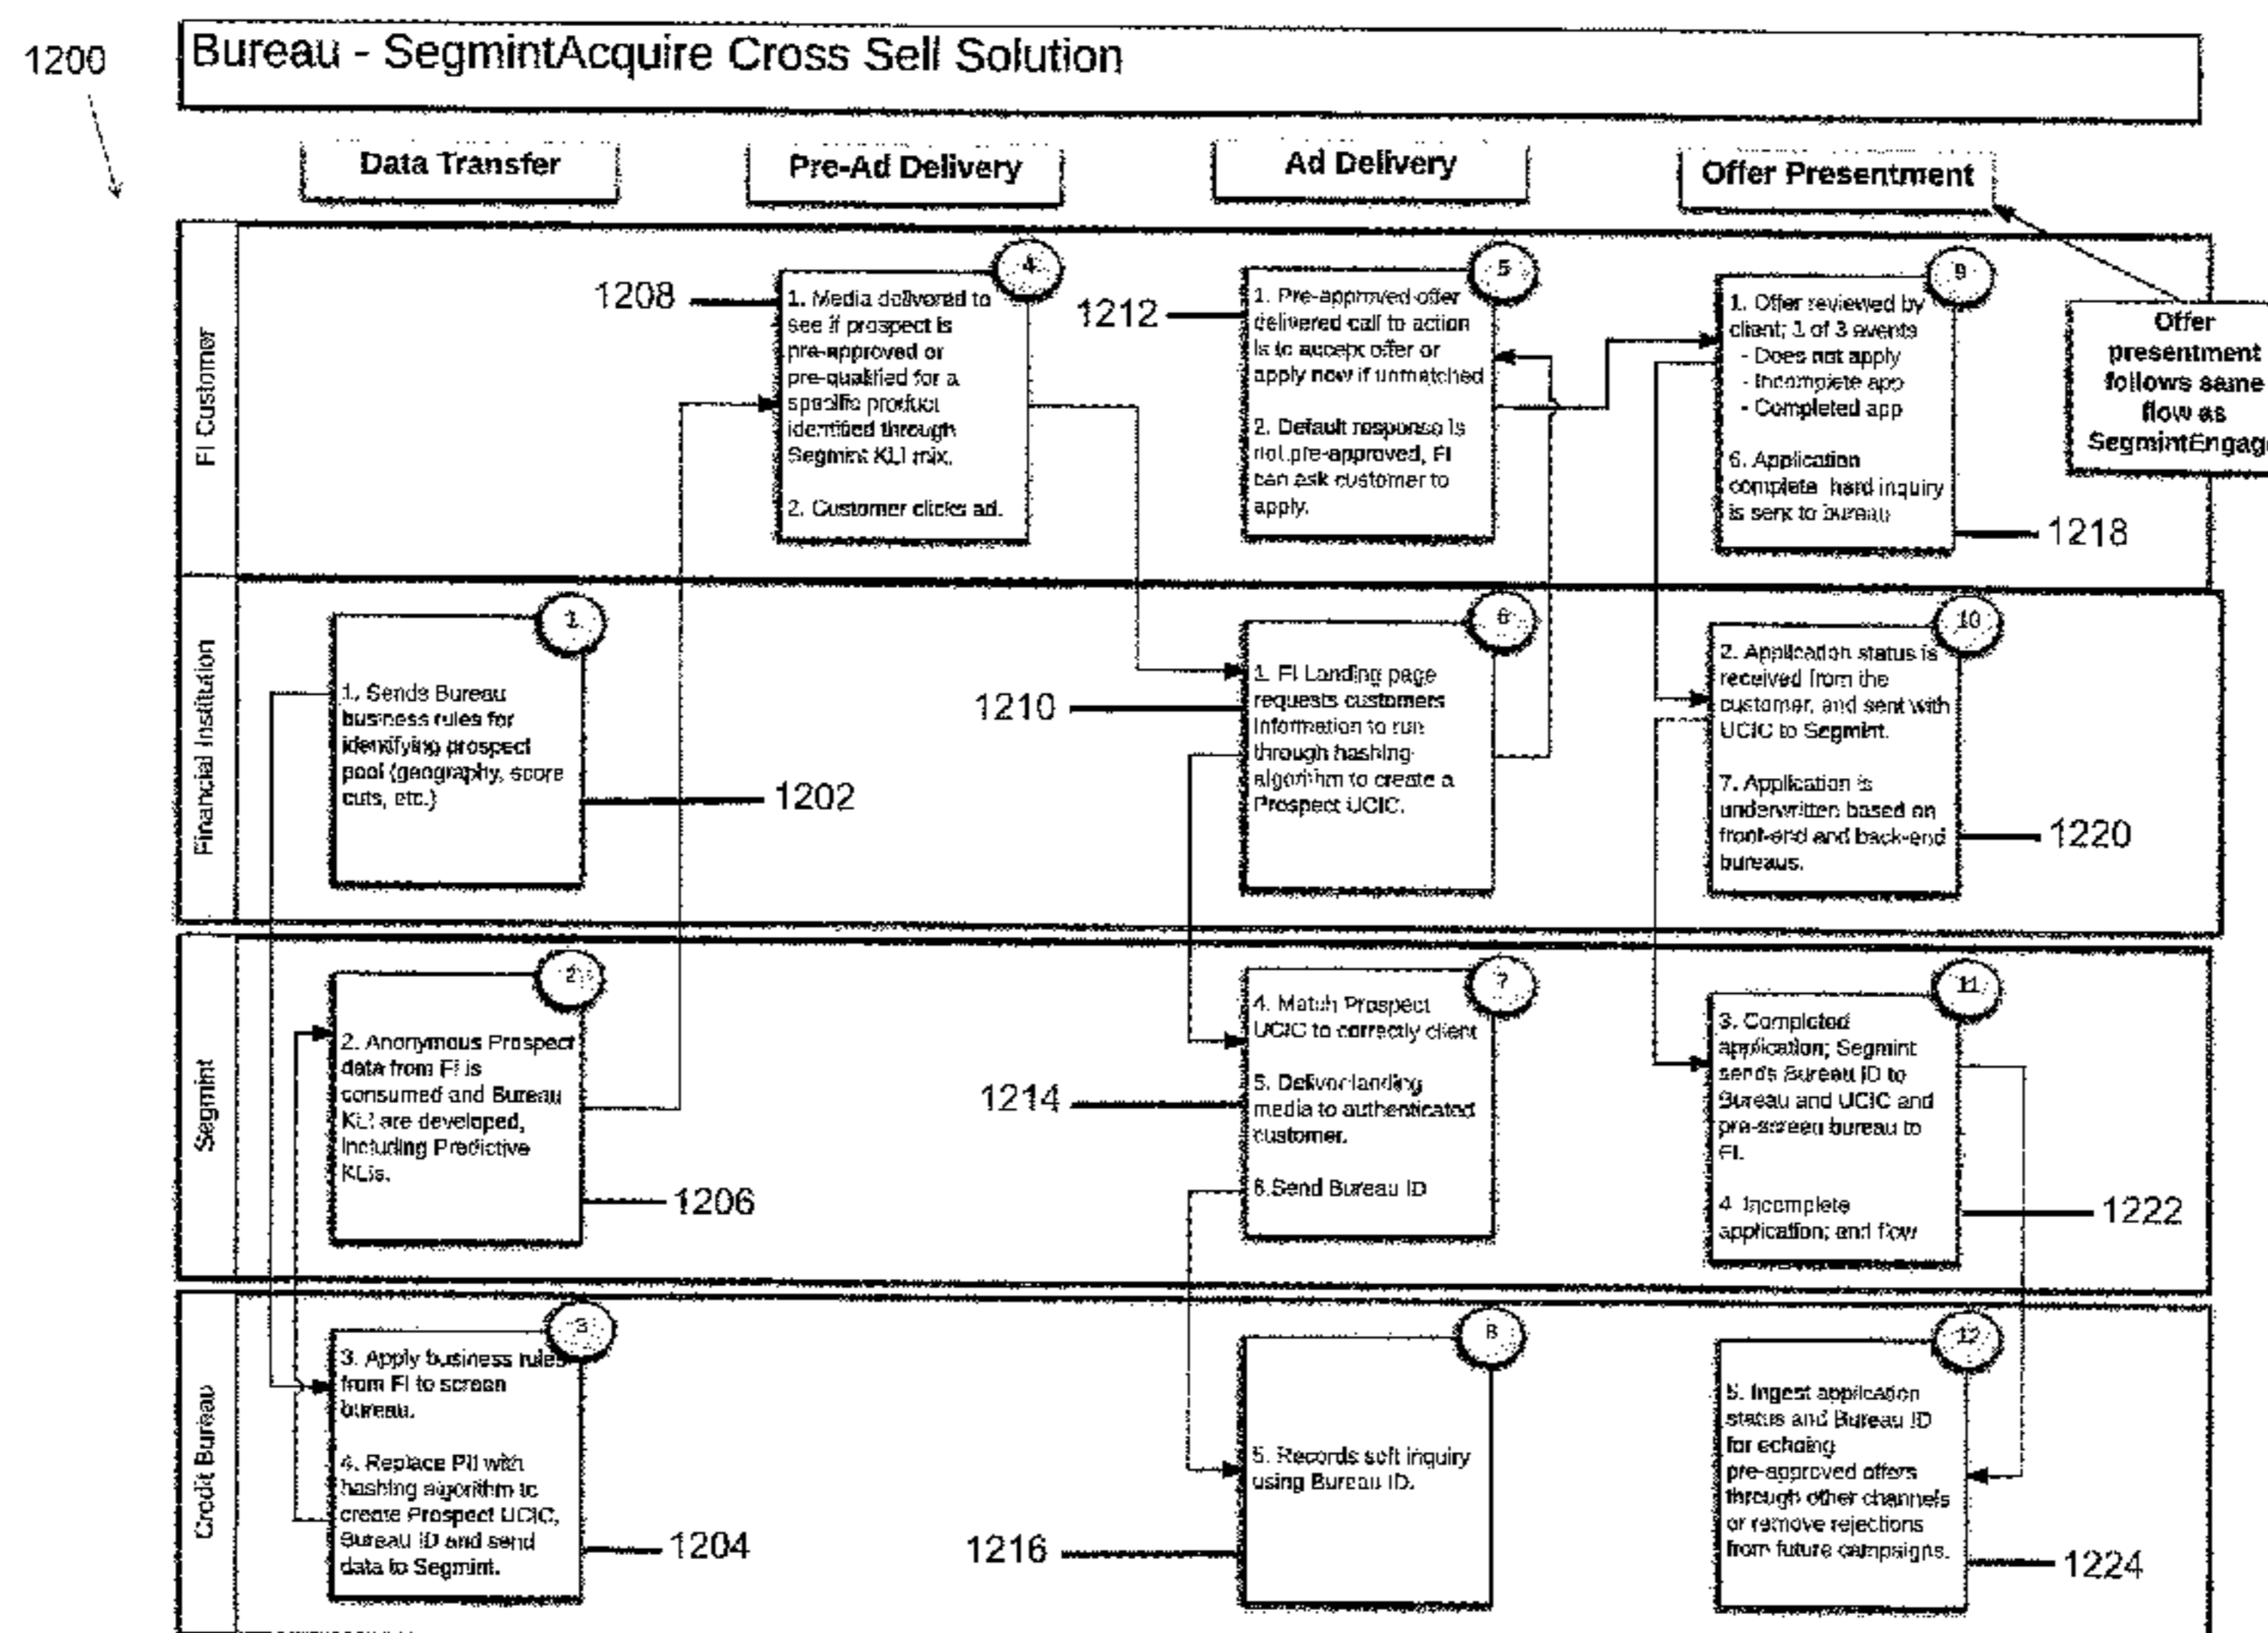 1200
Bureau - SegmintAcquire Cross Sell Solution
Data Transfer
Pre-Ad Delivery
Ad Delivery
Offer Presentment
Offer
presentment
follows same
flow as
SegmintEngage
FI Customer
4
1208
1. Media delivered to
see if prospect is
pre-approved or
pre-qualified for a
specific product
identified through
Segmint KLI mix.
2. Customer clicks ad.
5
1212
1. Pre-approved offer
delivered call to action
is to accept offer or
apply now if unmatched
2. Default response is
not pre-approved, FI
can ask customer to
apply.
9
1. Offer reviewed by
client; 1 of 3 events
- Does not apply
- Incomplete app
- Completed app
6. Application
complete hard inquiry
is sent to bureau
1218
Financial Institution
1
1. Sends Bureau
business rules for
identifying prospect
pool (geography, score
cuts, etc.)
1202
6
1210
1. FI Landing page
requests customers
information to run
through hashing
algorithm to create a
Prospect UCIC.
10
2. Application status is
received from the
customer, and sent with
UCIC to Segmint.
7. Application is
underwritten based on
front-end and back-end
bureaus.
1220
Segmint
2
2. Anonymous Prospect
data from FI is
consumed and Bureau
KLI are developed,
including Predictive
KLIs.
1206
7
1214
4. Match Prospect
UCIC to correctly client
5. Deliver landing
media to authenticated
customer.
6.Send Bureau ID
11
3. Completed
application; Segmint
sends Bureau ID to
Bureau and UCIC and
pre-screen bureau to
FI.
4 Incomplete
application; end flow
1222
Credit Bureau
3
3. Apply business rules
from FI to screen
bureau.
4. Replace PII with
hashing algorithm to
create Prospect UCIC,
Bureau ID and send
data to Segmint.
1204
8
1216
5. Records soft inquiry
using Bureau ID.
12
5. Ingest application
status and Bureau ID
for echoing
pre-approved offers
through other channels
or remove rejections
from future campaigns.
1224